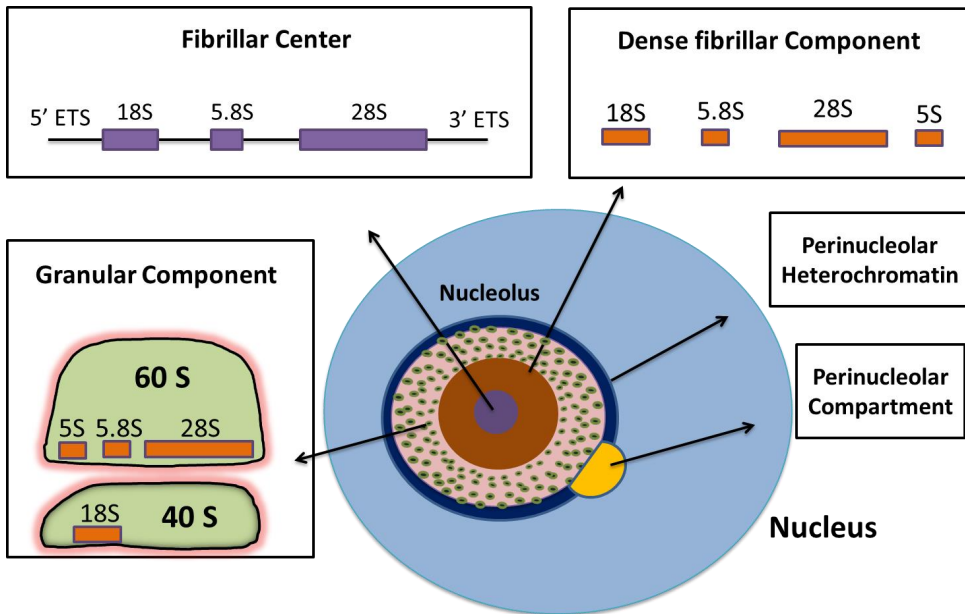 Fibrillar Center
5’ ETS 18S 5.8S 28S 3’ ETS
Dense fibrillar Component
18S 5.8S 28S 5S
Granular Component
60 S
5S 5.8S 28S
18S 40 S
Nucleolus
Perinucleolar
Heterochromatin
Perinucleolar
Compartment
Nucleus